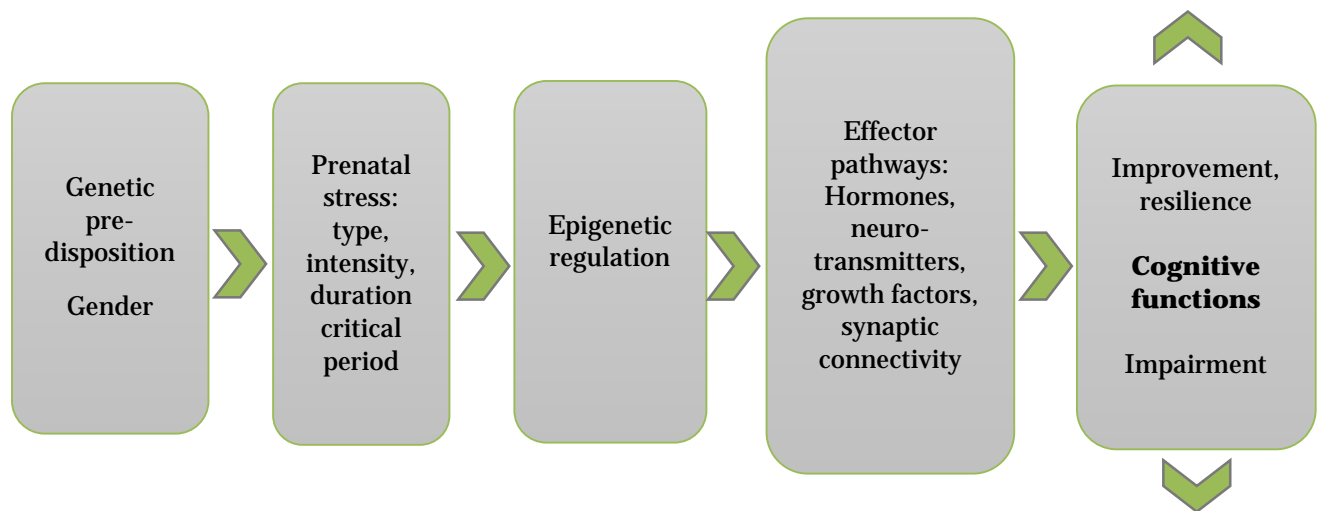 Genetic
pre-
disposition
Gender
Prenatal
stress:
type,
intensity,
duration
critical
period
Epigenetic
regulation
Effector
pathways:
Hormones,
neuro-
transmitters,
growth factors,
synaptic
connectivity
Improvement,
resilience
Cognitive
functions
Impairment